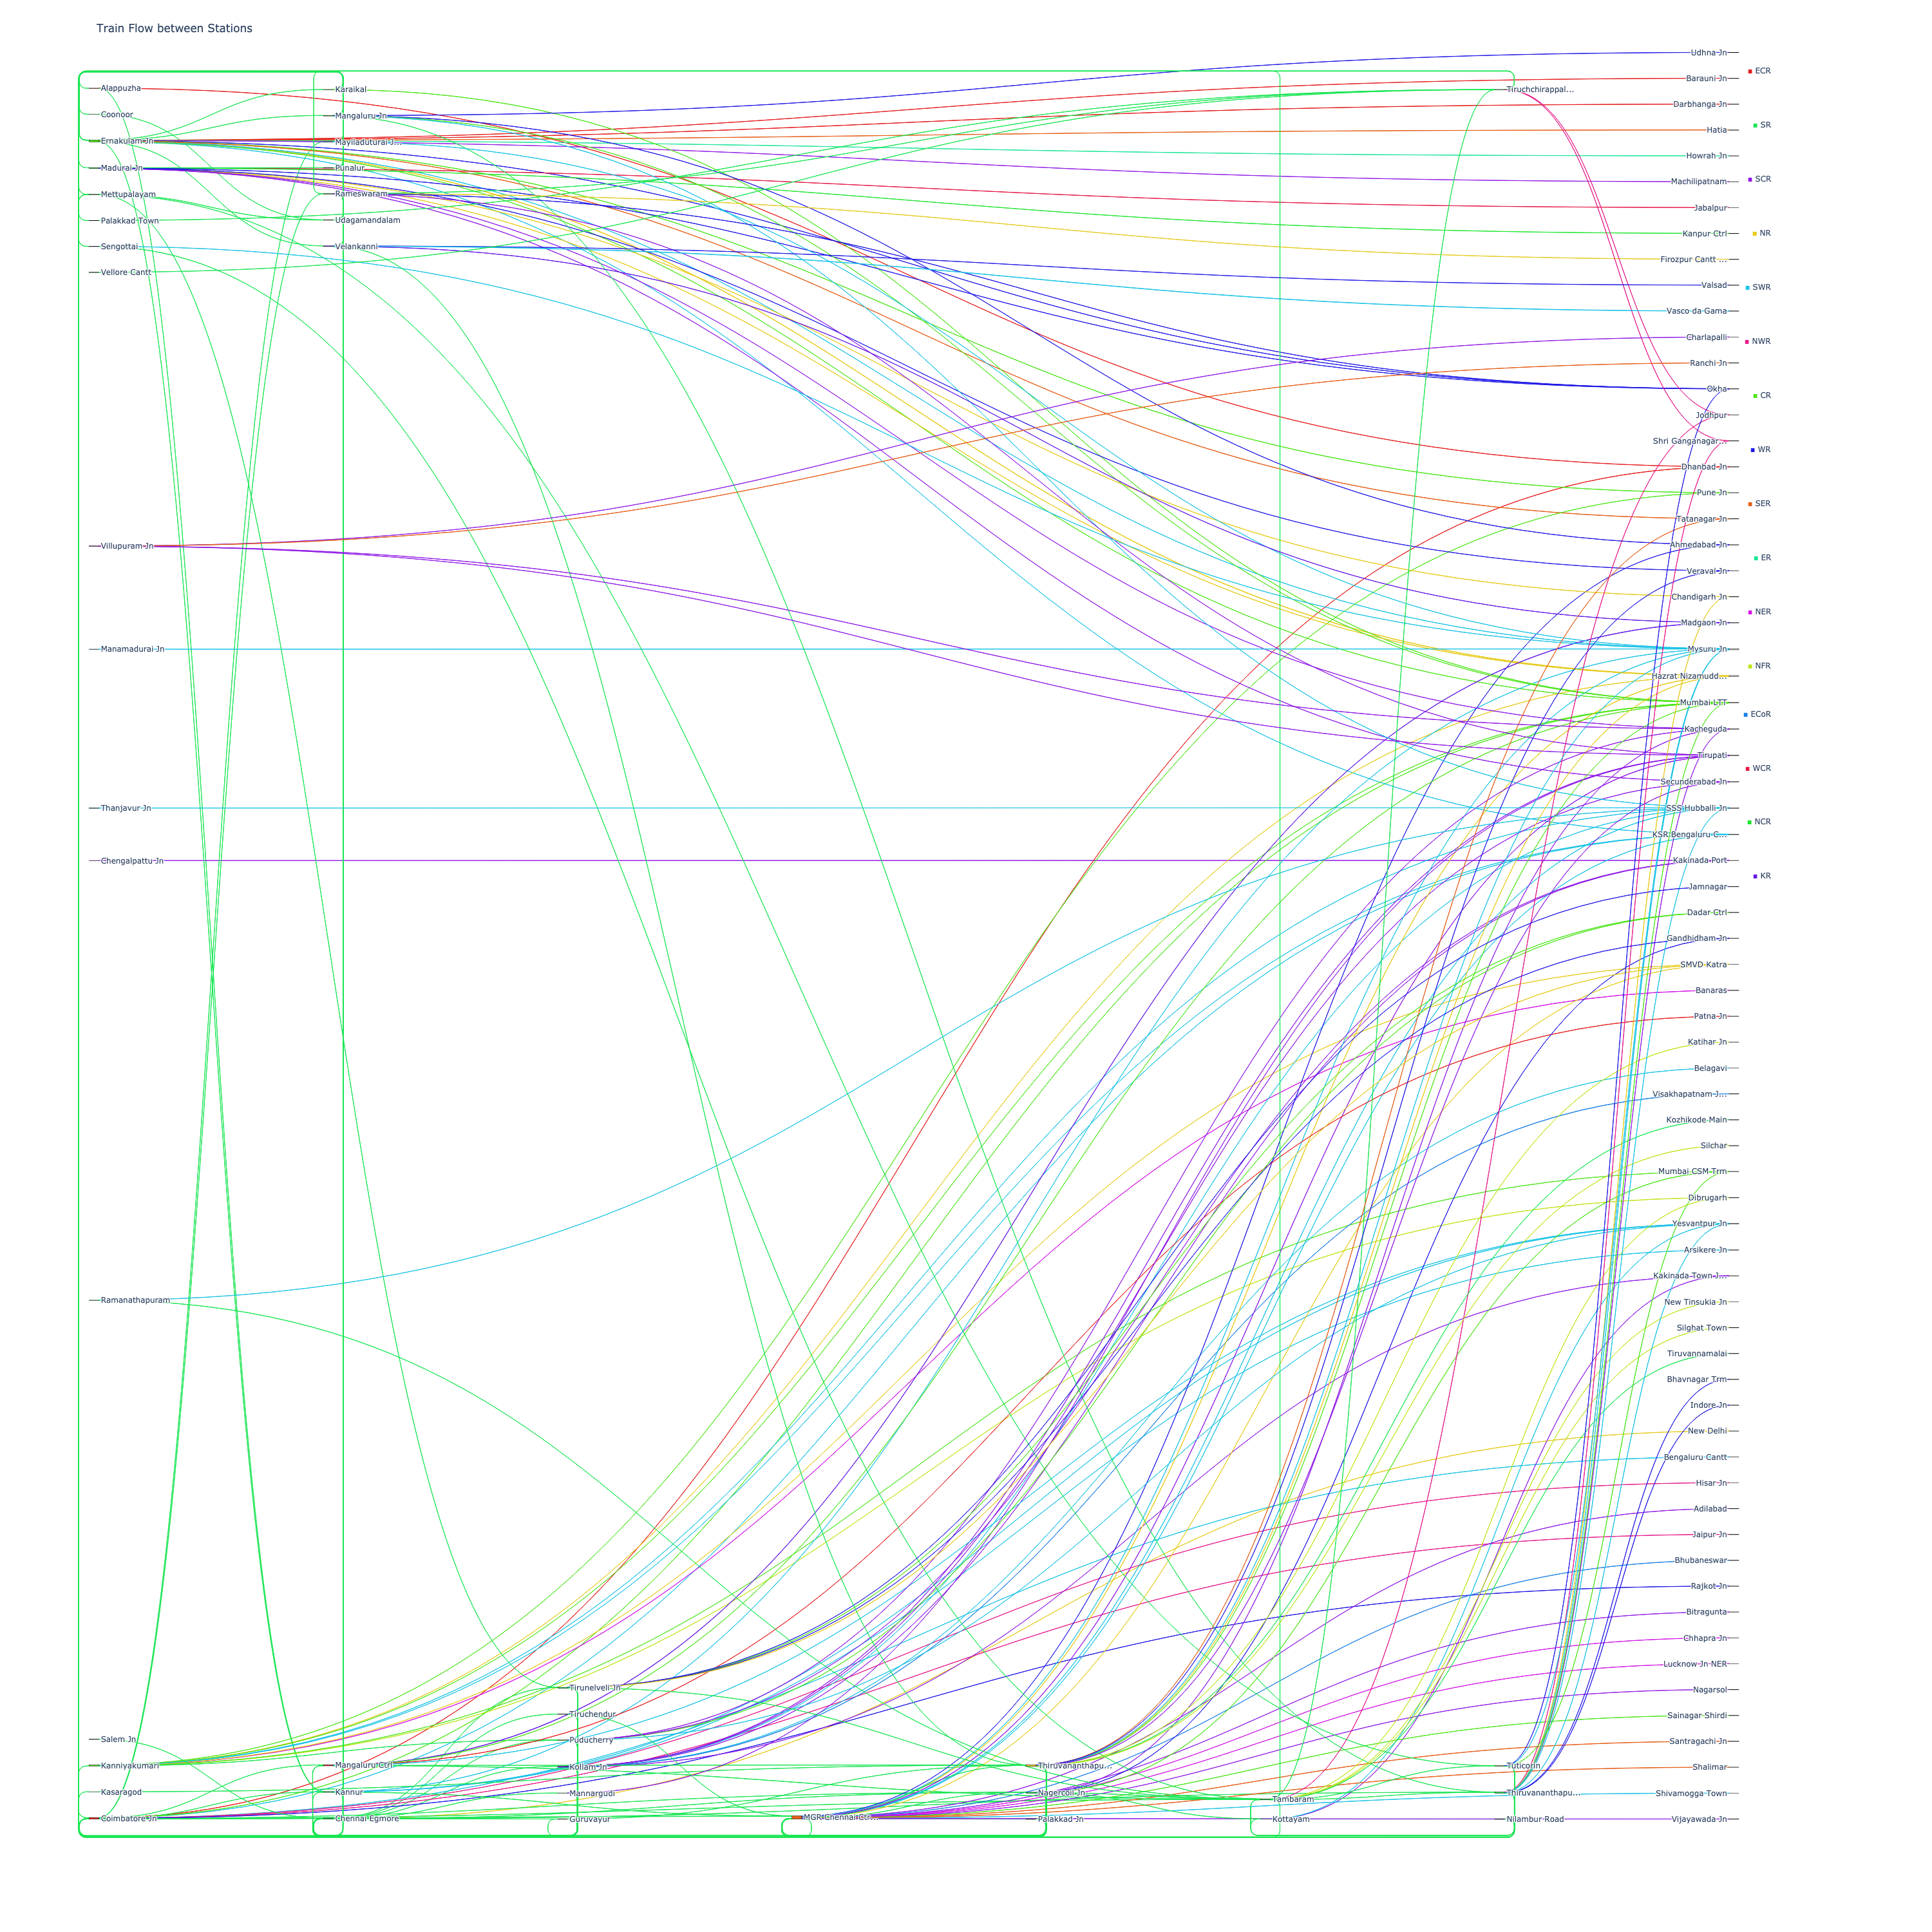 Train Flow between Stations
Alappuzha
Coonoor
Ernakulam Jn
Madurai Jn
Mettupalayam
Palakkad Town
Sengottai
Vellore Cantt
Villupuram Jn
Manamadurai Jn
Thanjavur Jn
Chengalpattu Jn
Ramanathapuram
Salem Jn
Kanniyakumari
Kasaragod
Coimbatore Jn
Karaikal
Mangaluru Jn
Mayiladuturai J...
Punalur
Rameswaram
Udagamandalam
Velankanni
Mangaluru Ctrl
Kannur
Chennai Egmore
Tirunelveli Jn
Tiruchendur
Puducherry
Kollam Jn
Mannargudi
Guruvayur
MGR Chennai Ctr...
Thiruvananthapu...
Nagercoil Jn
Palakkad Jn
Tambaram
Kottayam
Tiruchchirappal...
Tuticorin
Thiruvananthapu...
Nilambur Road
Udhna Jn
Barauni Jn
Darbhanga Jn
Hatia
Howrah Jn
Machilipatnam
Jabalpur
Kanpur Ctrl
Firozpur Cantt ...
Valsad
Vasco da Gama
Charlapalli
Ranchi Jn
Okha
Jodhpur
Shri Ganganagar...
Dhanbad Jn
Pune Jn
Tatanagar Jn
Ahmedabad Jn
Veraval Jn
Chandigarh Jn
Madgaon Jn
Mysuru Jn
Hazrat Nizamudd...
Mumbai LTT
Kacheguda
Tirupati
Secunderabad Jn
SSS Hubballi Jn
KSR Bengaluru C...
Kakinada Port
Jamnagar
Dadar Ctrl
Gandhidham Jn
SMVD Katra
Banaras
Patna Jn
Katihar Jn
Belagavi
Visakhapatnam J...
Kozhikode Main
Silchar
Mumbai CSM Trm
Dibrugarh
Yesvantpur Jn
Arsikere Jn
Kakinada Town J...
New Tinsukia Jn
Silghat Town
Tiruvannamalai
Bhavnagar Trm
Indore Jn
New Delhi
Bengaluru Cantt
Hisar Jn
Adilabad
Jaipur Jn
Bhubaneswar
Rajkot Jn
Bitragunta
Chhapra Jn
Lucknow Jn NER
Nagarsol
Sainagar Shirdi
Santragachi Jn
Shalimar
Shivamogga Town
Vijayawada Jn
ECR
SR
SCR
NR
SWR
NWR
CR
WR
SER
ER
NER
NFR
ECoR
WCR
NCR
KR